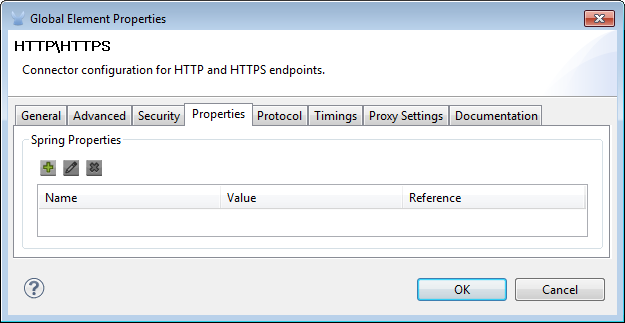 Global Element Properties
HTTP\HTTPS
Connector configuration for HTTP and HTTPS endpoints.
General Advanced Security Properties Protocol Timings Proxy Settings Documentation
Spring Properties
Name Value Reference
OK Cancel